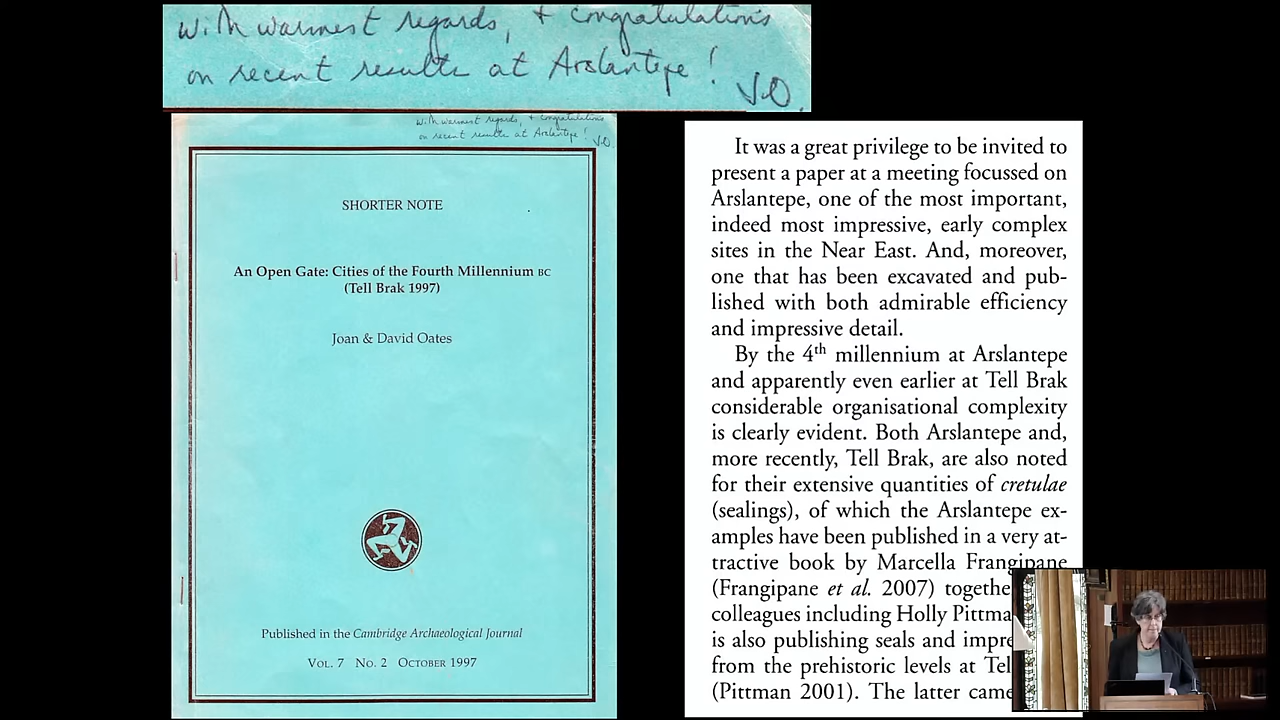 with warmest regards, + congratulations
on recent results at Arslantepe!
J.O.
with warmest regards, + congratulations
on recent results at Arslantepe!
J.O.
SHORTER NOTE
An Open Gate: Cities of the Fourth Millennium BC
(Tell Brak 1997)
Joan & David Oates
Published in the Cambridge Archaeological Journal
VOL. 7 NO. 2 OCTOBER 1997
It was a great privilege to be invited to
present a paper at a meeting focussed on
Arslantepe, one of the most important,
indeed most impressive, early complex
sites in the Near East. And, moreover,
one that has been excavated and pub-
lished with both admirable efficiency
and impressive detail.
By the 4th millennium at Arslantepe
and apparently even earlier at Tell Brak
considerable organisational complexity
is clearly evident. Both Arslantepe and,
more recently, Tell Brak, are also noted
for their extensive quantities of cretulae
(sealings), of which the Arslantepe ex-
amples have been published in a very at-
tractive book by Marcella Frangipane
(Frangipane et al. 2007) togethe
colleagues including Holly Pittma
is also publishing seals and impre
from the prehistoric levels at Tel
(Pittman 2001). The latter came